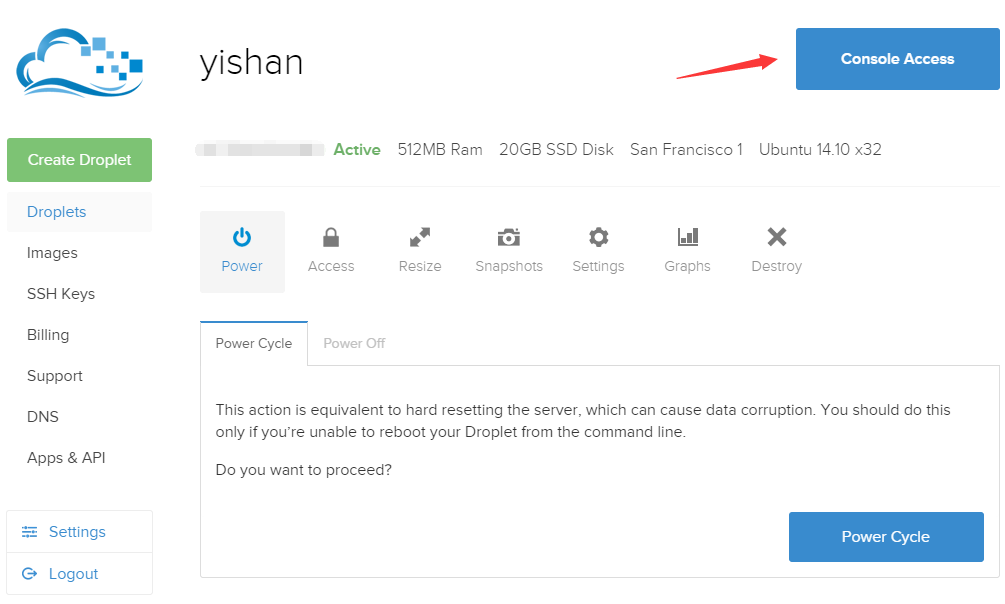 yishan
Console Access
Create Droplet
Active 512MB Ram 20GB SSD Disk San Francisco 1 Ubuntu 14.10 x32
Droplets
Images
SSH Keys
Billing
Support
DNS
Apps & API
Settings
Logout
Power Access Resize Snapshots Settings Graphs Destroy
Power Cycle Power Off
This action is equivalent to hard resetting the server, which can cause data corruption. You should do this
only if you’re unable to reboot your Droplet from the command line.
Do you want to proceed?
Power Cycle